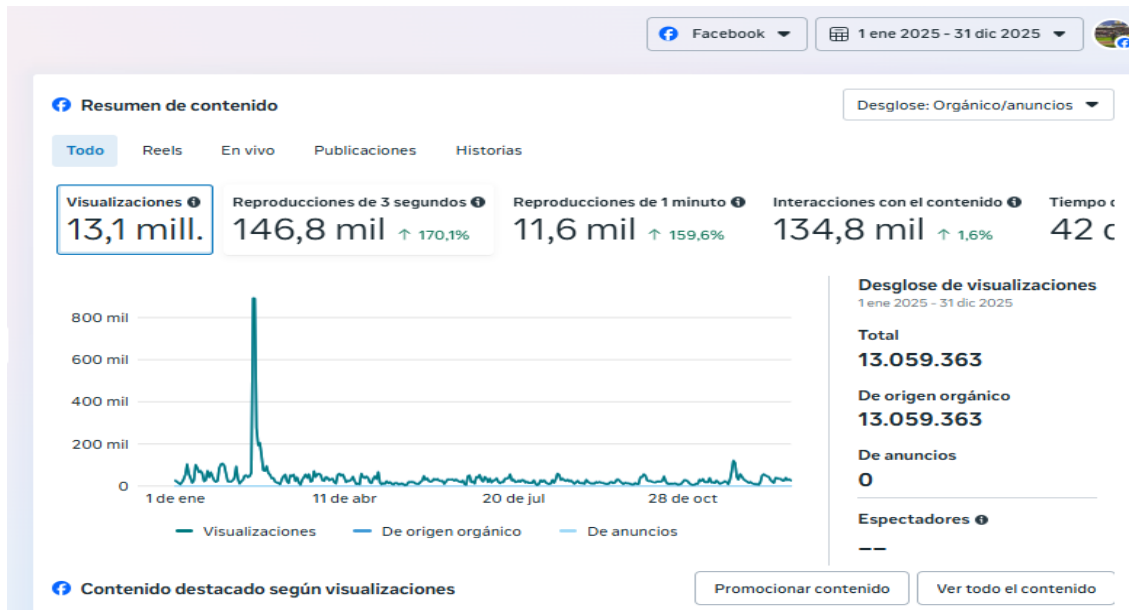 Facebook
1 ene 2025 - 31 dic 2025
Resumen de contenido
Desglose: Orgánico/anuncios
Todo Reels En vivo Publicaciones Historias
Visualizaciones Reproducciones de 3 segundos Reproducciones de 1 minuto Interacciones con el contenido Tiempo
13,1 mill. 146,8 mil ↑ 170,1% 11,6 mil ↑ 159,6% 134,8 mil ↑ 1,6% 42
Desglose de visualizaciones
1 ene 2025 - 31 dic 2025
Total
13.059.363
De origen orgánico
13.059.363
De anuncios
0
Espectadores
--
800 mil
600 mil
400 mil
200 mil
0
1 de ene 11 de abr 20 de jul 28 de oct
Visualizaciones De origen orgánico De anuncios
Contenido destacado según visualizaciones
Promocionar contenido
Ver todo el contenido